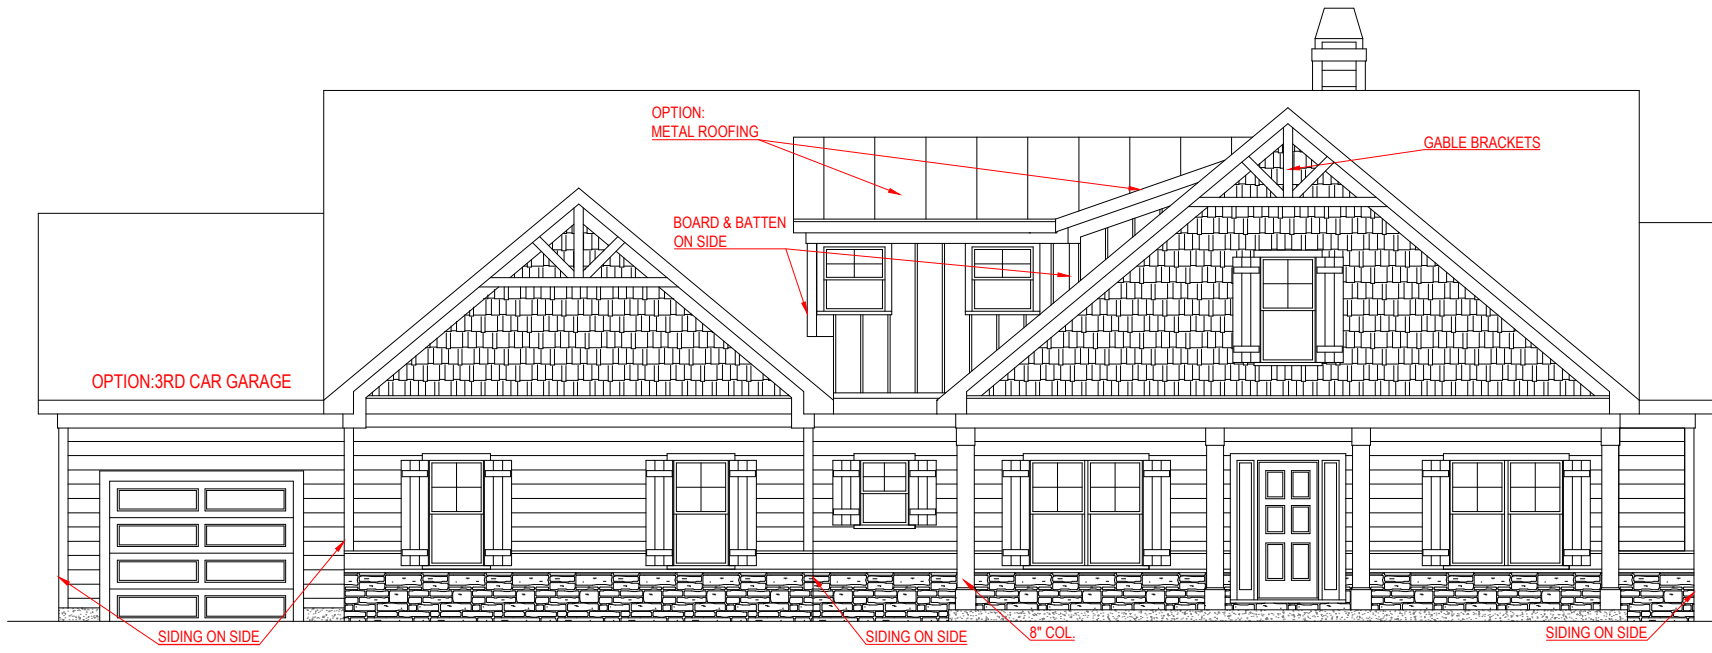 OPTION:
METAL ROOFING
GABLE BRACKETS
BOARD & BATTEN
ON SIDE
OPTION:3RD CAR GARAGE
SIDING ON SIDE
SIDING ON SIDE
8" COL.
SIDING ON SIDE